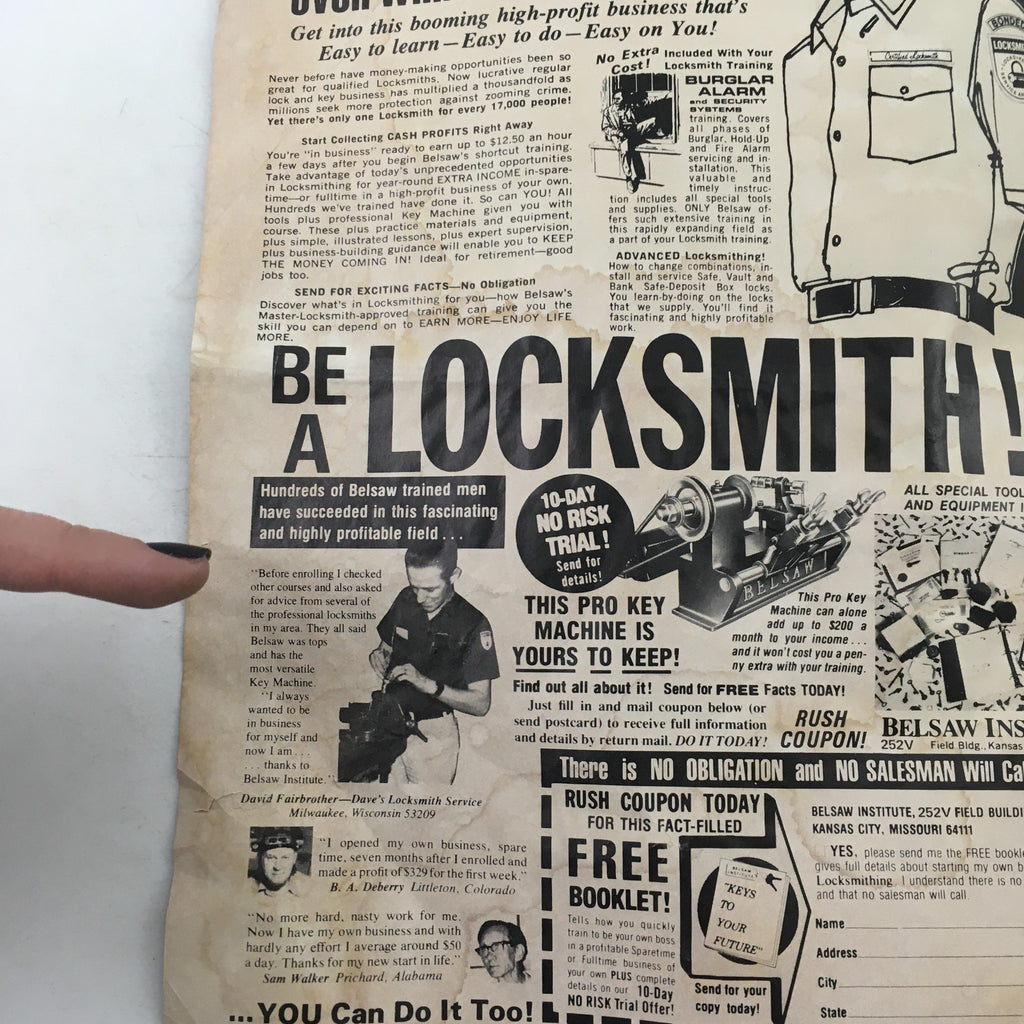 Get into this booming high-profit business that's
Easy to learn — Easy to do — Easy on You!
Never before have money-making opportunities been so
great for qualified Locksmiths. Now lucrative regular
lock and key business has multiplied a thousandfold as
millions seek more protection against zooming crime.
Yet there's only one Locksmith for every 17,000 people!
Start Collecting CASH PROFITS Right Away
You're "in business" ready to earn up to $12.50 an hour
a few days after you begin Belsaw's shortcut training.
Take advantage of today's unprecedented opportunities
in Locksmithing for year-round EXTRA INCOME in spare-
time—or fulltime in a high-profit business of your own.
Hundreds we've trained have done it. So can YOU! All
tools plus professional Key Machine given you with
course. These plus practice materials and equipment,
plus simple, illustrated lessons, plus expert supervision,
plus business-building guidance will enable you to KEEP
THE MONEY COMING IN! Ideal for retirement—good
jobs too.
SEND FOR EXCITING FACTS—No Obligation
Discover what's in Locksmithing for you—how Belsaw's
Master-Locksmith-approved training can give you the
skill you can depend on to EARN MORE—ENJOY LIFE
MORE.
No Extra
Cost!
Included With Your
Locksmith Training
BURGLAR
ALARM
and SECURITY
SYSTEMS
training. Covers
all phases of
Burglar, Hold-Up
and Fire Alarm
servicing and in-
stallation. This
valuable and
timely instruc-
tion includes all special tools
and supplies. ONLY Belsaw of-
fers such extensive training in
this rapidly expanding field as
a part of your Locksmith training.
ADVANCED Locksmithing!
How to change combinations, in-
stall and service Safe, Vault and
Bank Safe-Deposit Box locks.
You learn-by-doing on the locks
that we supply. You'll find it
fascinating and highly profitable
work.
Certified Locksmith
BONDED
BE
A
LOCKSMITH!
Hundreds of Belsaw trained men
have succeeded in this fascinating
and highly profitable field . . .
"Before enrolling I checked
other courses and also asked
for advice from several of
the professional locksmiths
in my area. They all said
Belsaw was tops
and has the
most versatile
Key Machine.
"I always
wanted to be
in business
for myself and
now I am . . .
. . . thanks to
Belsaw Institute."
David Fairbrother—Dave's Locksmith Service
Milwaukee, Wisconsin 53209
"I opened my own business, spare
time, seven months after I enrolled and
made a profit of $329 for the first week."
B. A. Deberry Littleton, Colorado
"No more hard, nasty work for me.
Now I have my own business and with
hardly any effort I average around $50
a day. Thanks for my new start in life."
Sam Walker Prichard, Alabama
...YOU Can Do It Too!
10-DAY
NO RISK
TRIAL!
Send for
details!
BELSAW
THIS PRO KEY
MACHINE IS
YOURS TO KEEP!
This Pro Key
Machine can alone
add up to $200 a
month to your income . . .
and it won't cost you a pen-
ny extra with your training.
Find out all about it! Send for FREE Facts TODAY!
Just fill in and mail coupon below (or
send postcard) to receive full information
and details by return mail. DO IT TODAY!
RUSH
COUPON!
ALL SPECIAL
AND EQUIPMENT
BELSAW
252V Field Bldg., Kansas
There is NO OBLIGATION and NO SALESMAN Will
RUSH COUPON TODAY
FOR THIS FACT-FILLED
FREE
BOOKLET!
Tells how you quickly
train to be your own boss
in a profitable Sparetime
or Fulltime business of
your own PLUS complete
details on our 10-Day
NO RISK Trial Offer!
"KEYS
TO
YOUR
FUTURE"
Send for your
copy today!
BELSAW INSTITUTE, 252V FIELD
KANSAS CITY, MISSOURI 64111
YES, please send me the FREE
gives full details about starting my own
Locksmithing. I understand there is no
and that no salesman will call.
Name
Address
City
State